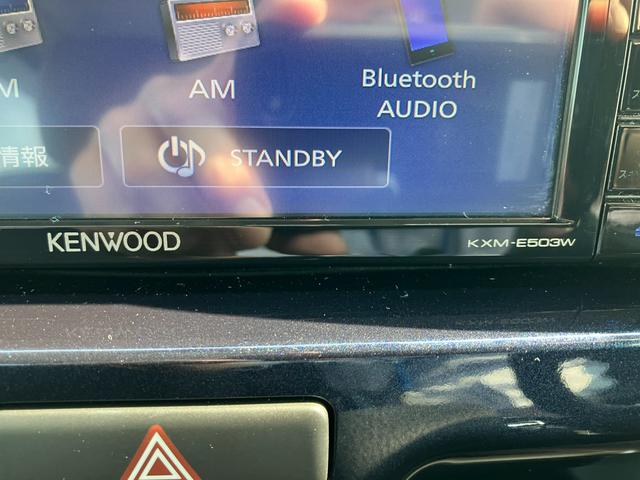 M
AM
Bluetooth
AUDIO
情報
STANDBY
KENWOOD
KXM-E503W